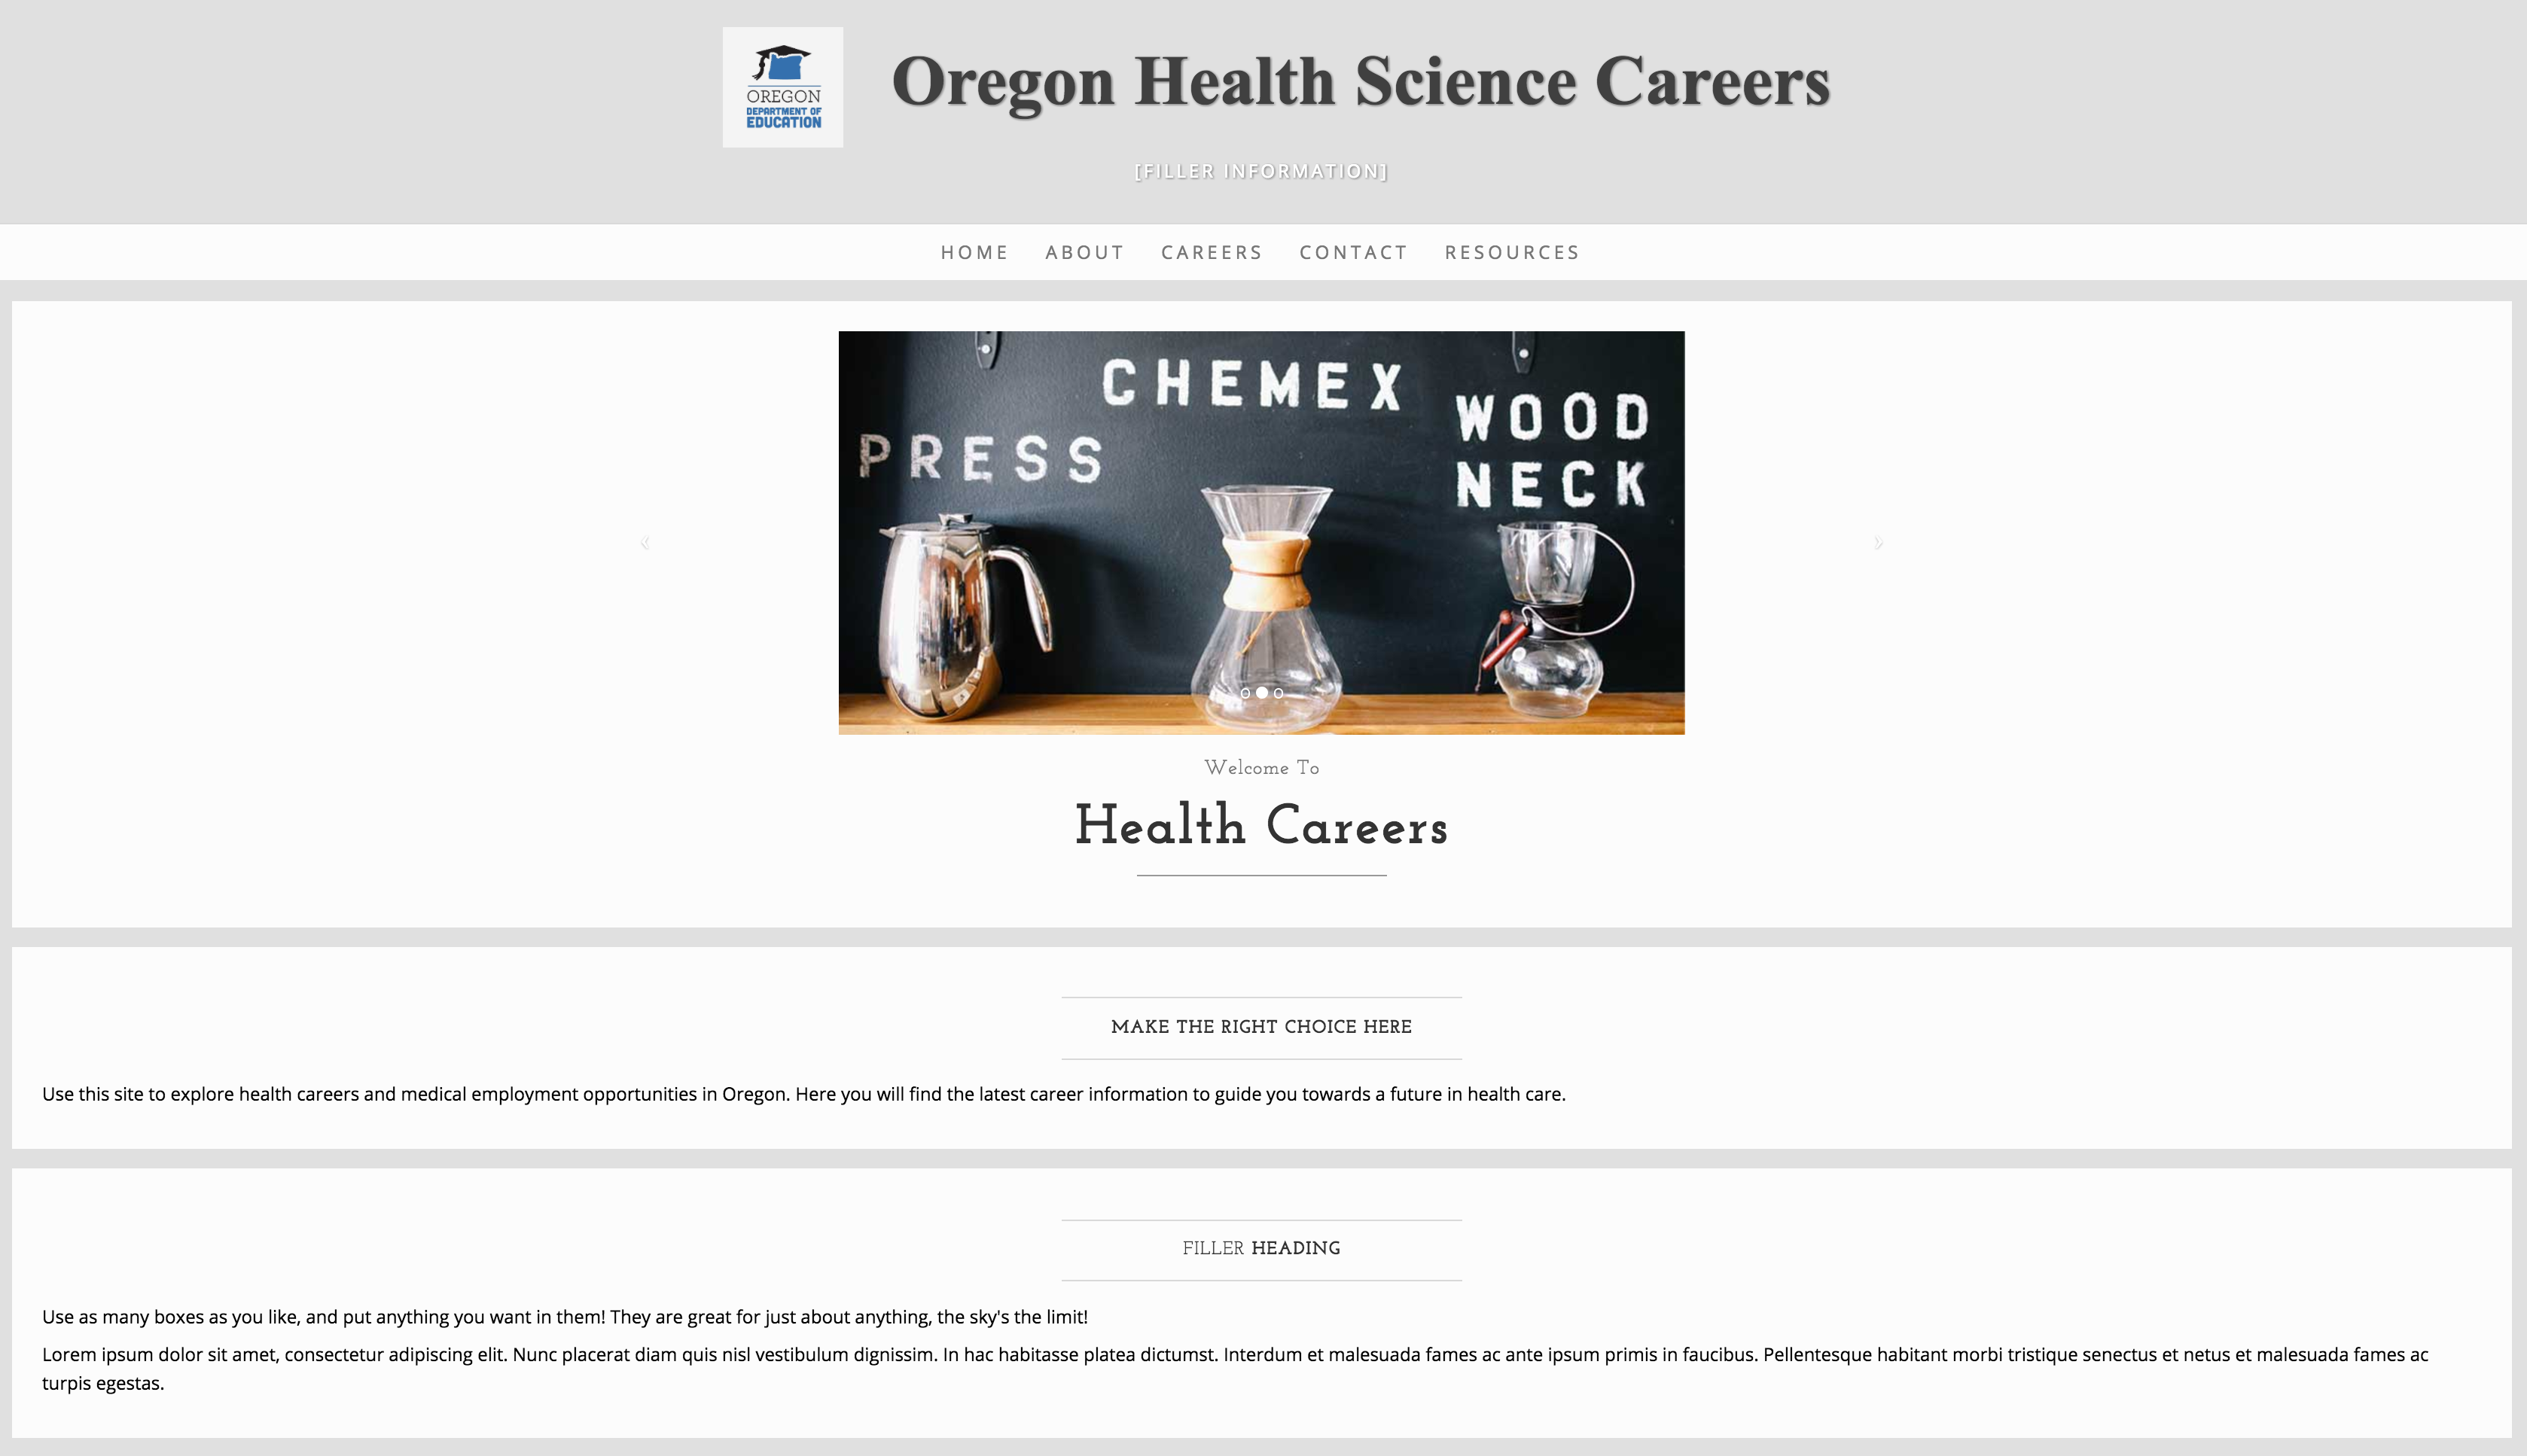 OREGON
DEPARTMENT OF
EDUCATION
Oregon Health Science Careers
[FILLER INFORMATION]
HOME ABOUT CAREERS CONTACT RESOURCES
CHEMEX
PRESS
WOOD
NECK
‹ ›
Welcome To
Health Careers
MAKE THE RIGHT CHOICE HERE
Use this site to explore health careers and medical employment opportunities in Oregon. Here you will find the latest career information to guide you towards a future in health care.
FILLER HEADING
Use as many boxes as you like, and put anything you want in them! They are great for just about anything, the sky's the limit!
Lorem ipsum dolor sit amet, consectetur adipiscing elit. Nunc placerat diam quis nisl vestibulum dignissim. In hac habitasse platea dictumst. Interdum et malesuada fames ac ante ipsum primis in faucibus. Pellentesque habitant morbi tristique senectus et netus et malesuada fames ac
turpis egestas.